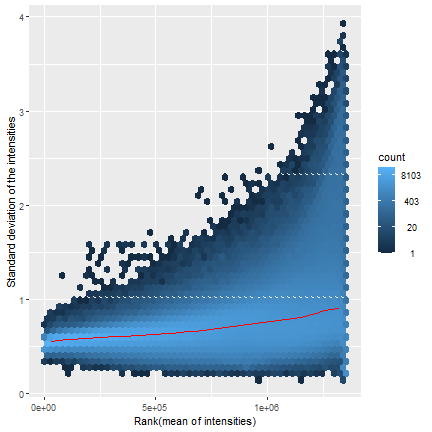 4
3
2
1
0
Standard deviation of the intensities
0e+00
5e+05
1e+06
Rank(mean of intensities)
count
8103
403
20
1